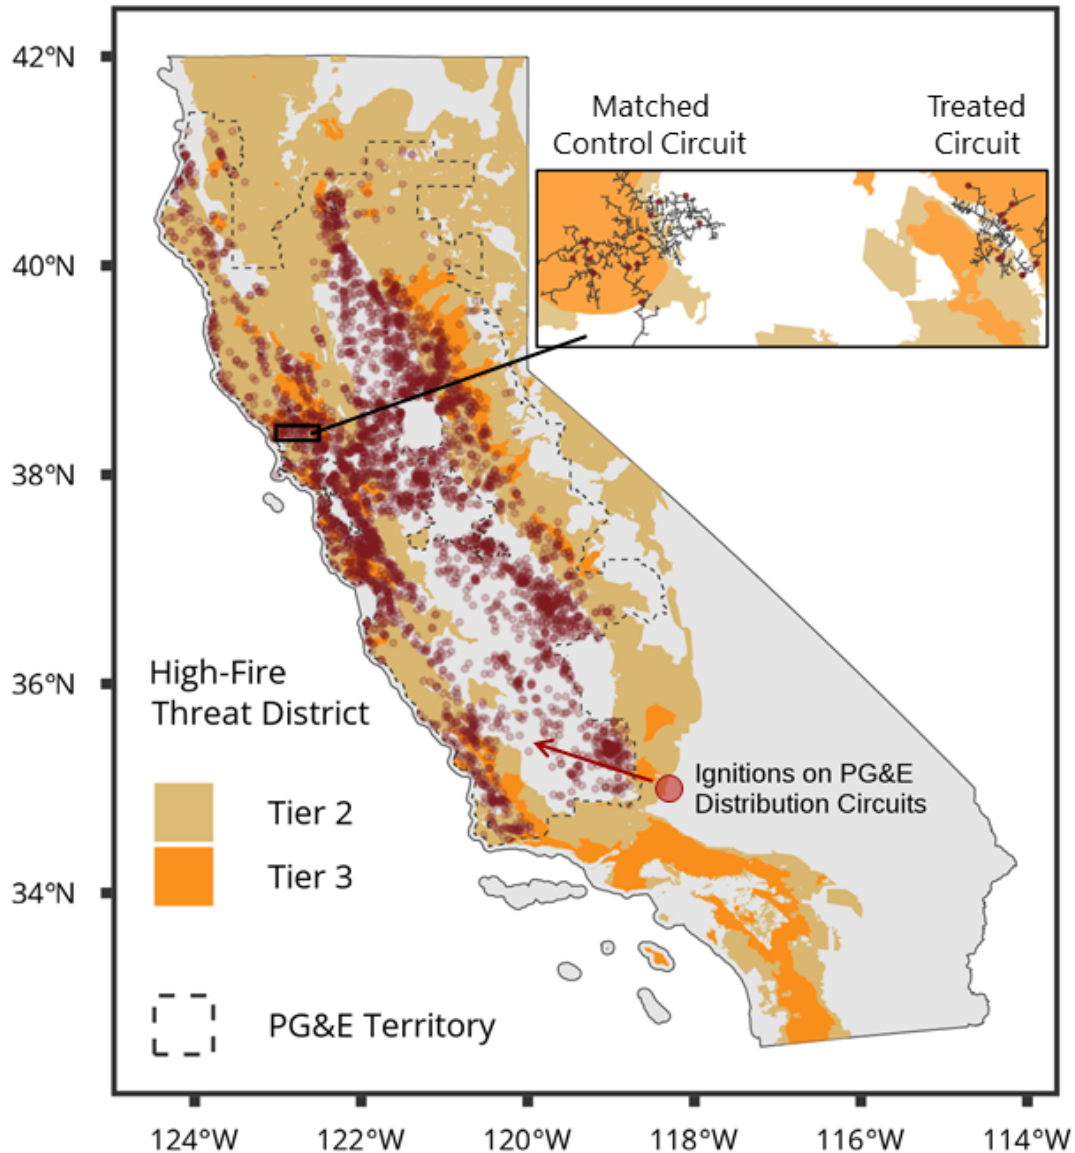 42°N
40°N
38°N
36°N
34°N
Matched
Control Circuit
Treated
Circuit
High-Fire
Threat District
Tier 2
Tier 3
PG&E Territory
Ignitions on PG&E
Distribution Circuits
124°W
122°W
120°W
118°W
116°W
114°W